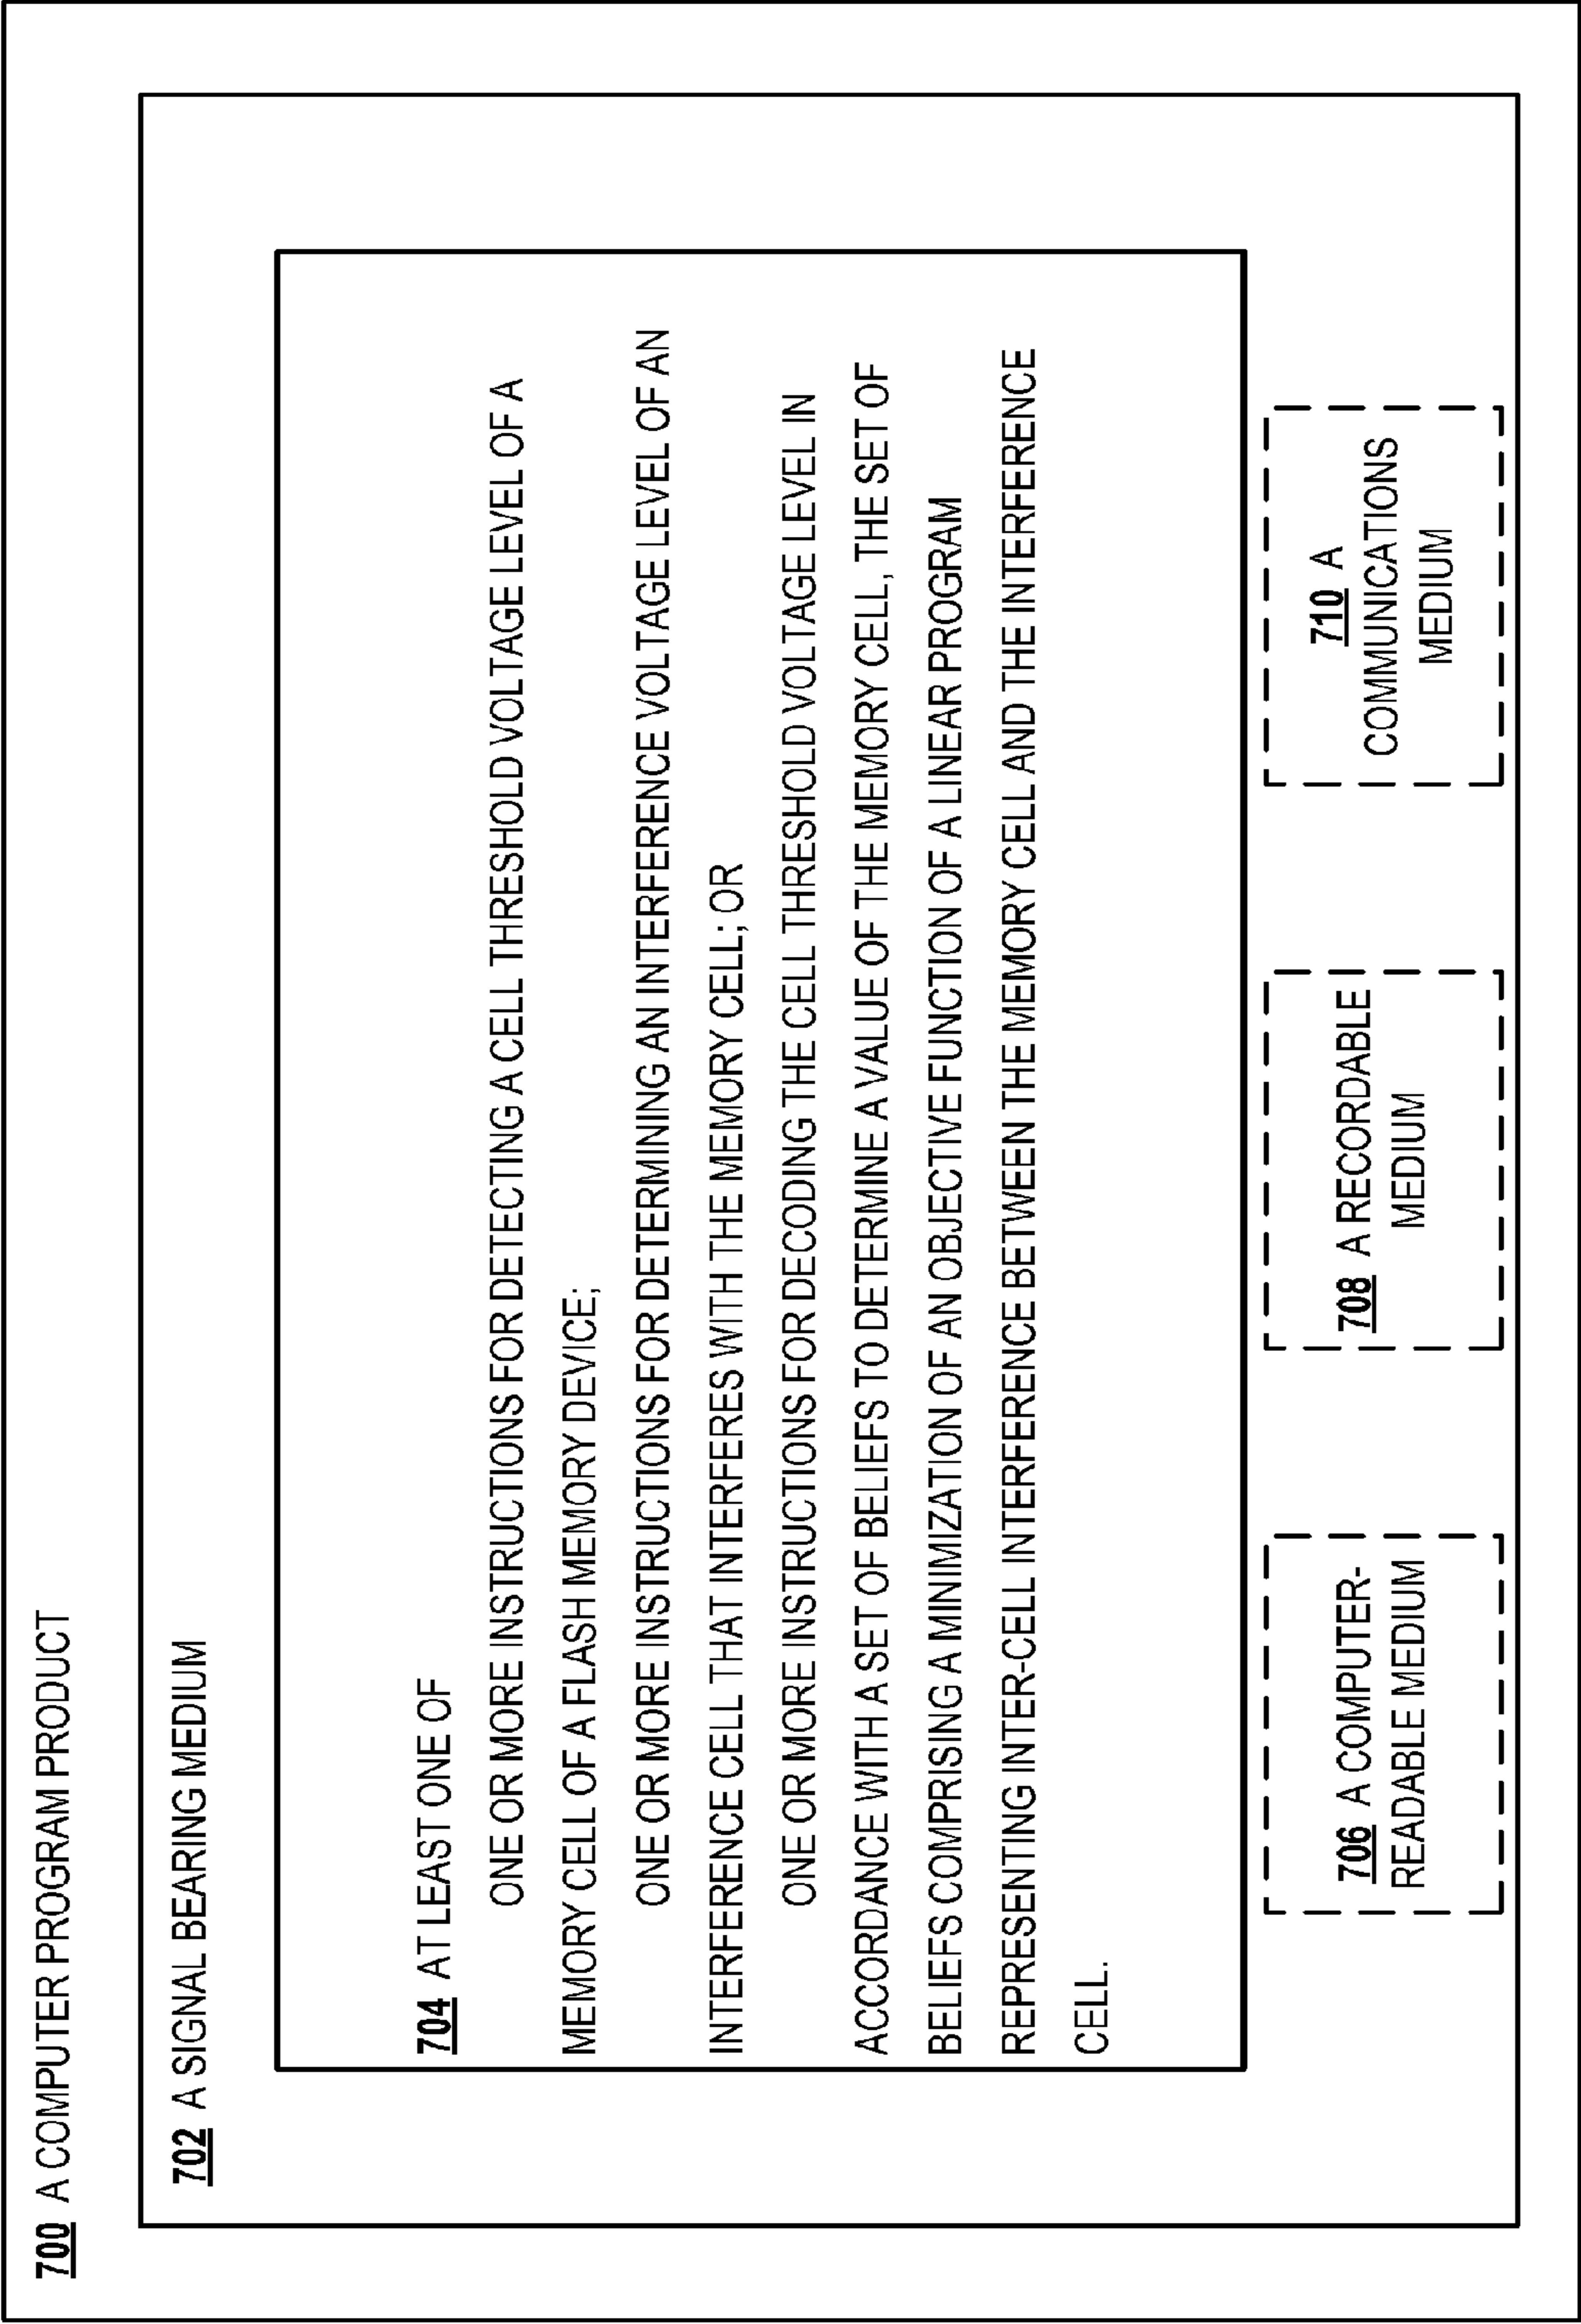 700 A COMPUTER PROGRAM PRODUCT
702 A SIGNAL BEARING MEDIUM
704 AT LEAST ONE OF
ONE OR MORE INSTRUCTIONS FOR DETECTING A CELL THRESHOLD VOLTAGE LEVEL OF A
MEMORY CELL OF A FLASH MEMORY DEVICE;
ONE OR MORE INSTRUCTIONS FOR DETERMINING AN INTERFERENCE VOLTAGE LEVEL OF AN
INTERFERENCE CELL THAT INTERFERES WITH THE MEMORY CELL; OR
ONE OR MORE INSTRUCTIONS FOR DECODING THE CELL THRESHOLD VOLTAGE LEVEL IN
ACCORDANCE WITH A SET OF BELIEFS TO DETERMINE A VALUE OF THE MEMORY CELL, THE SET OF
BELIEFS COMPRISING A MINIMIZATION OF AN OBJECTIVE FUNCTION OF A LINEAR PROGRAM
REPRESENTING INTER-CELL INTERFERENCE BETWEEN THE MEMORY CELL AND THE INTERFERENCE
CELL.
706 A COMPUTER-
READABLE MEDIUM
708 A RECORDABLE
MEDIUM
710 A
COMMUNICATIONS
MEDIUM